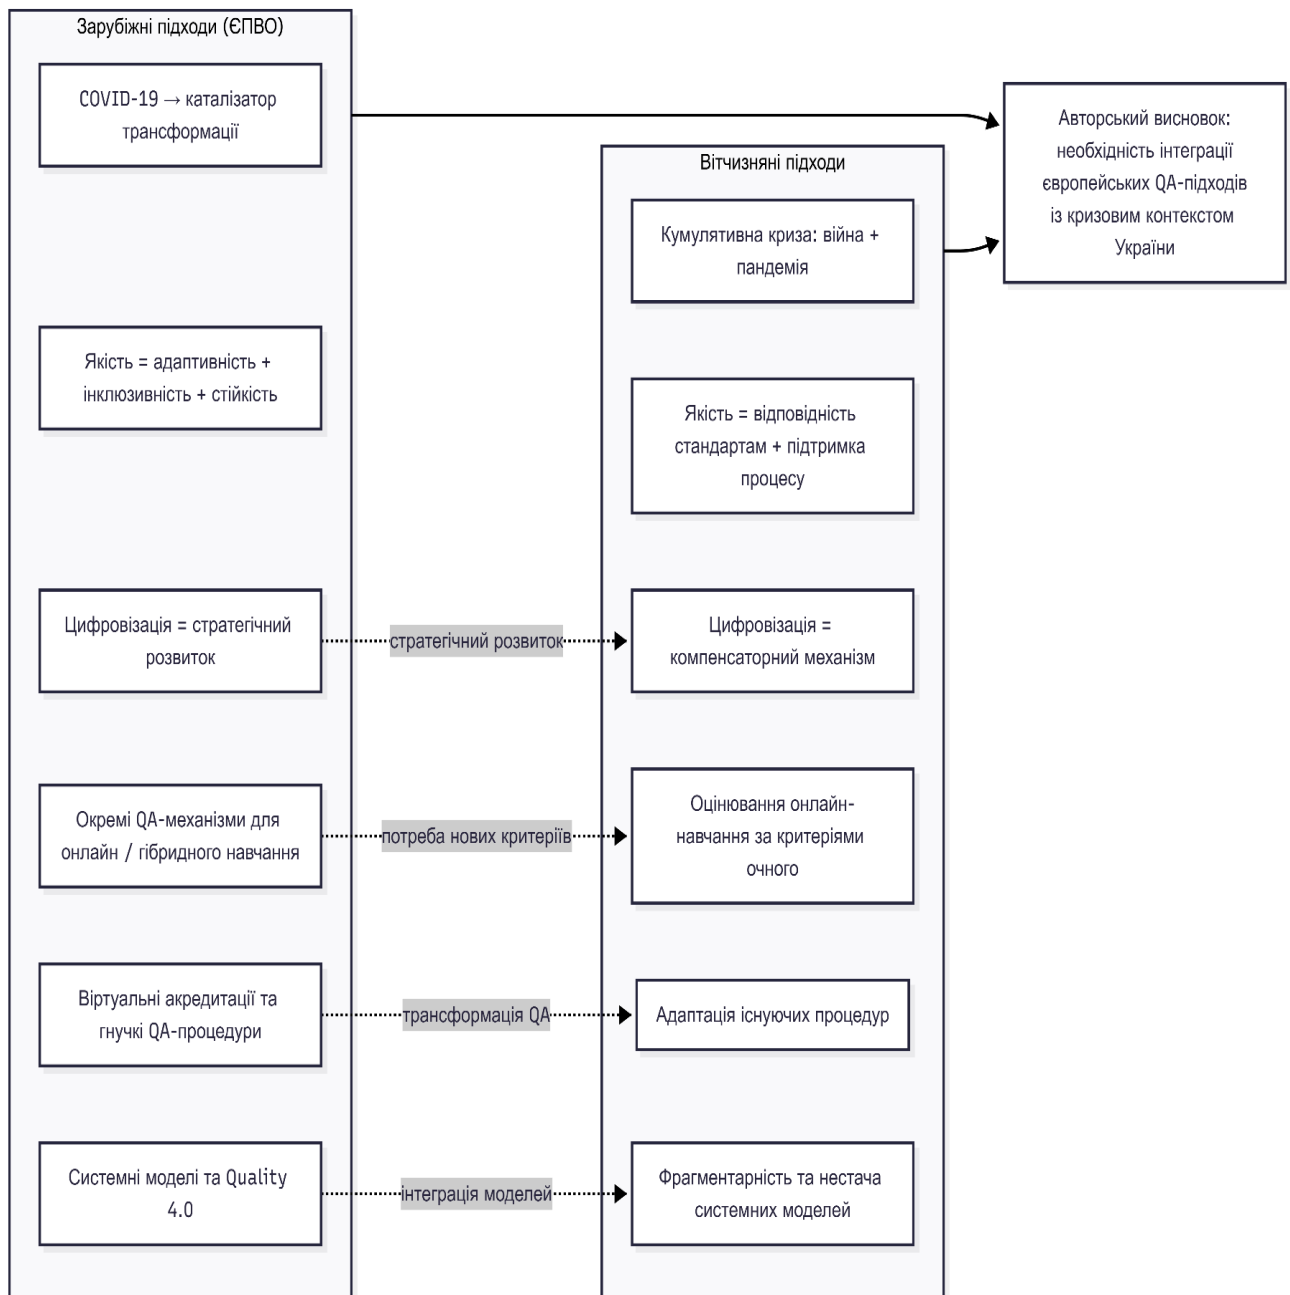 Зарубіжні підходи (ЄПВО)
COVID-19 → каталізатор
трансформації
Якість = адаптивність +
інклюзивність + стійкість
Цифровізація = стратегічний
розвиток
Окремі QA-механізми для
онлайн / гібридного навчання
Віртуальні акредитації та
гнучкі QA-процедури
Системні моделі та Quality
4.0
стратегічний розвиток
потреба нових критеріїв
трансформація QA
інтеграція моделей
Вітчизняні підходи
Кумулятивна криза: війна +
пандемія
Якість = відповідність
стандартам + підтримка
процесу
Цифровізація =
компенсаторний механізм
Оцінювання онлайн-
навчання за критеріями
очного
Адаптація існуючих процедур
Фрагментарність та нестача
системних моделей
Авторський висновок:
необхідність інтеграції
європейських QA-підходів
із кризовим контекстом
України